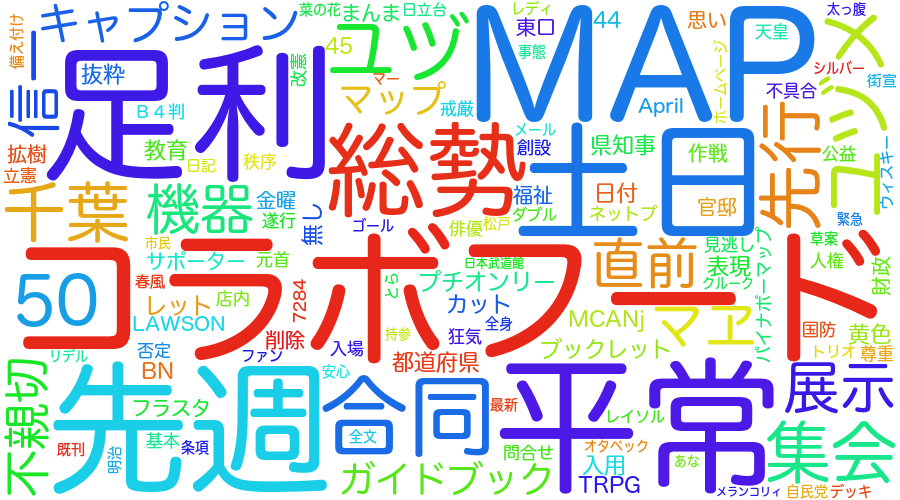 キャプション
菜の花
まんま
日立台
レディ
東口
44
思い
天皇
太っ腹
備え付け
抜粋
改憲
45
ユヅ
マー
MAP
事態
ホームページ
シルバー
街宣
ユヅメ
信一
足利
B4判
マップ
戒厳
April
不具合
先行
拡樹
立憲
教育
日記
秩序
総勢
メール
創設
土日
県知事
作戦
公益
ウィスキー
千葉
機器
金曜
遂行
無し
ゴール
俳優
松戸
福祉
ダブル
日付
ネットプ
官邸
緊急
市民
サポーター
元首
日本武道館
直前
見逃し
草案
人権
コラボフード
春風
とら
プチオンリー
表現
クルーク
パイナポーマップ
財政
50
レット
店内
7284
カット
LAWSON
削除
持参
狂気
全身
MCANj
マヱ
国防
黄色
リデル
否定
ファン
入場
都道府県
ブックレット
トリオ
尊重
不親切
BN
先週
安心
合同
平常
展示
フラスタ
最新
レイソル
既刊
明治
基本
条項
全文
問合せ
オタペック
集会
ガイドブック
入用
あな
TRPG
メランコリィ
自民党
デッキ